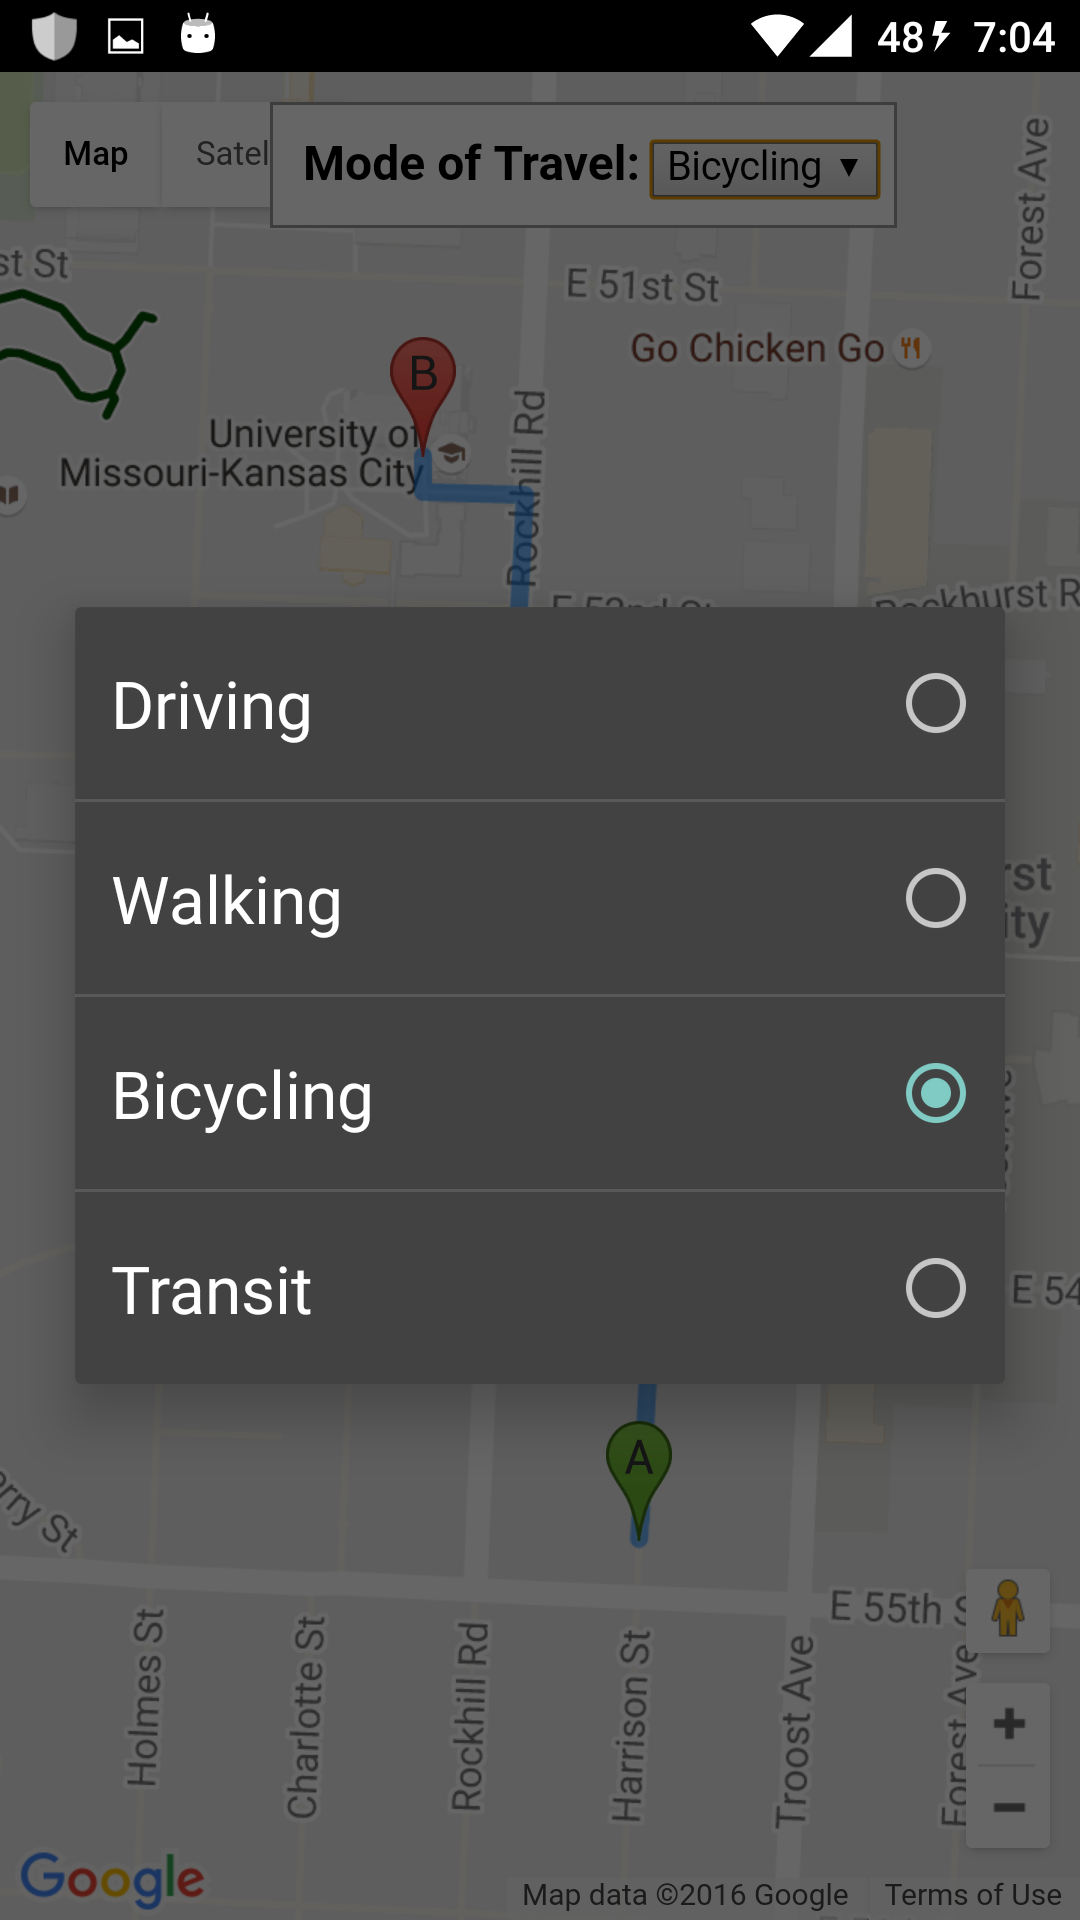 48 7:04
Map
Satel
Mode of Travel: Bicycling ▼
Forest Ave
st St
E 51st St
Go Chicken Go
B
University of
Missouri-Kansas City
Rockhill Rd
E 52nd St
Rockhurst R
Driving
Walking
rst
ity
Bicycling
Transit
E 54
A
erry St
E 55th S
Holmes St
Charlotte St
Rockhill Rd
Harrison St
Troost Ave
Forest Ave
+
−
Google
Map data ©2016 Google
Terms of Use